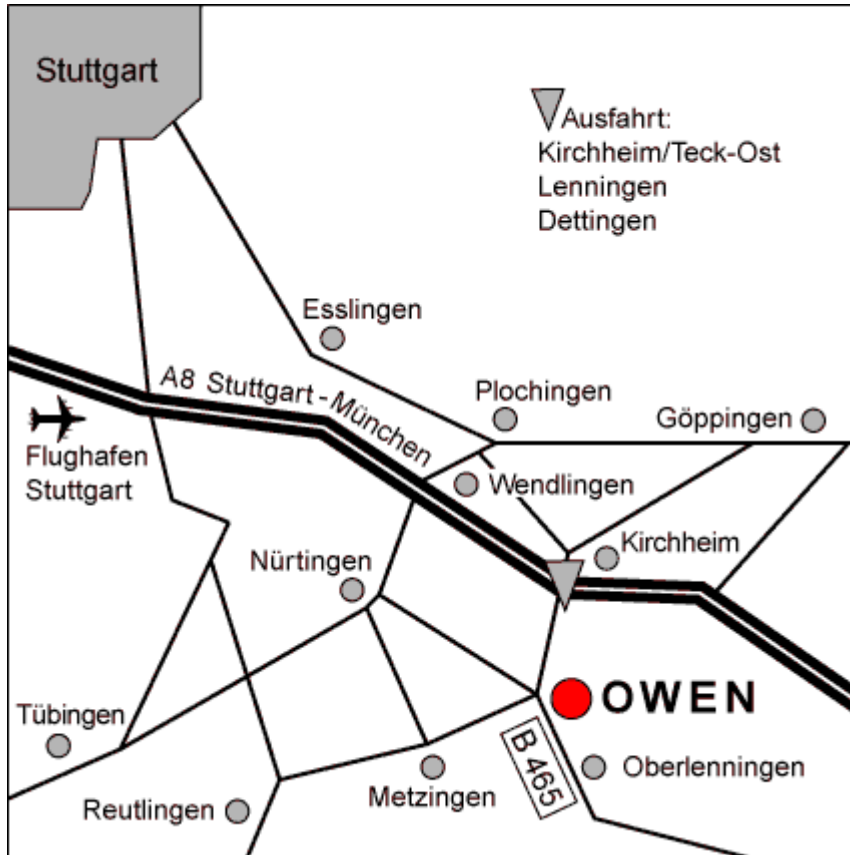 Stuttgart
Ausfahrt:
Kirchheim/Teck-Ost
Lenningen
Dettingen
Esslingen
A8 Stuttgart - München
Plochingen
Göppingen
Flughafen
Stuttgart
Wendlingen
Kirchheim
Nürtingen
OWEN
Tübingen
B 465
Oberlenningen
Metzingen
Reutlingen